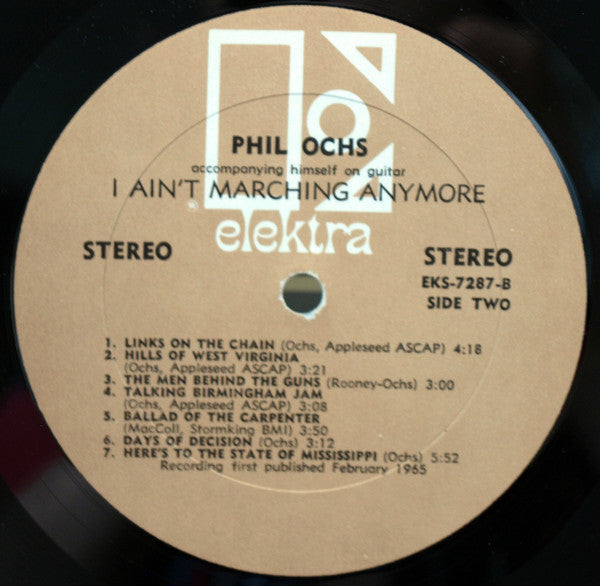 PHIL OCHS
accompanying himself on guitar
I AIN'T MARCHING ANYMORE
® elektra
STEREO
STEREO
EKS-7287-B
SIDE TWO
1. LINKS ON THE CHAIN (Ochs, Appleseed ASCAP) 4:18
2. HILLS OF WEST VIRGINIA
(Ochs, Appleseed ASCAP) 3:21
3. THE MEN BEHIND THE GUNS (Rooney-Ochs) 3:00
4. TALKING BIRMINGHAM JAM
(Ochs, Appleseed ASCAP) 3:08
5. BALLAD OF THE CARPENTER
(MacColl, Stormking BMI) 3:50
6. DAYS OF DECISION (Ochs) 3:12
7. HERE'S TO THE STATE OF MISSISSIPPI (Ochs) 5:52
Recording first published February 1965